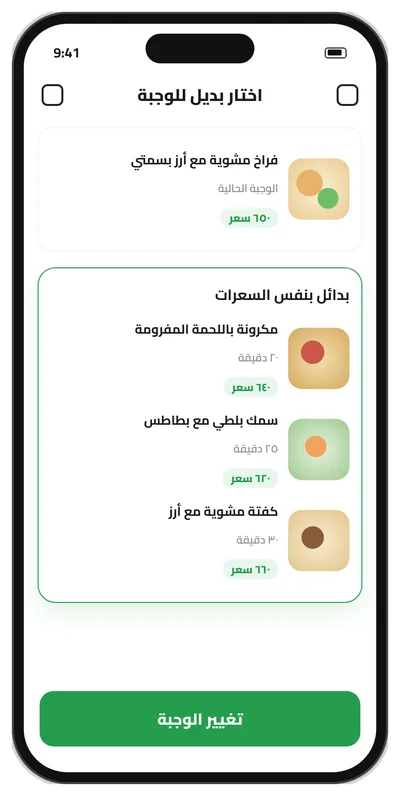 9:41
اختار بديل للوجبة
فراخ مشوية مع أرز بسمتي
الوجبة الحالية
٦٥٠ سعر
بدائل بنفس السعرات
مكرونة باللحمة المفرومة
٢٠ دقيقة
٦٤٠ سعر
سمك بلطي مع بطاطس
٢٥ دقيقة
٦٢٠ سعر
كفتة مشوية مع أرز
٣٠ دقيقة
٦٦٠ سعر
تغيير الوجبة